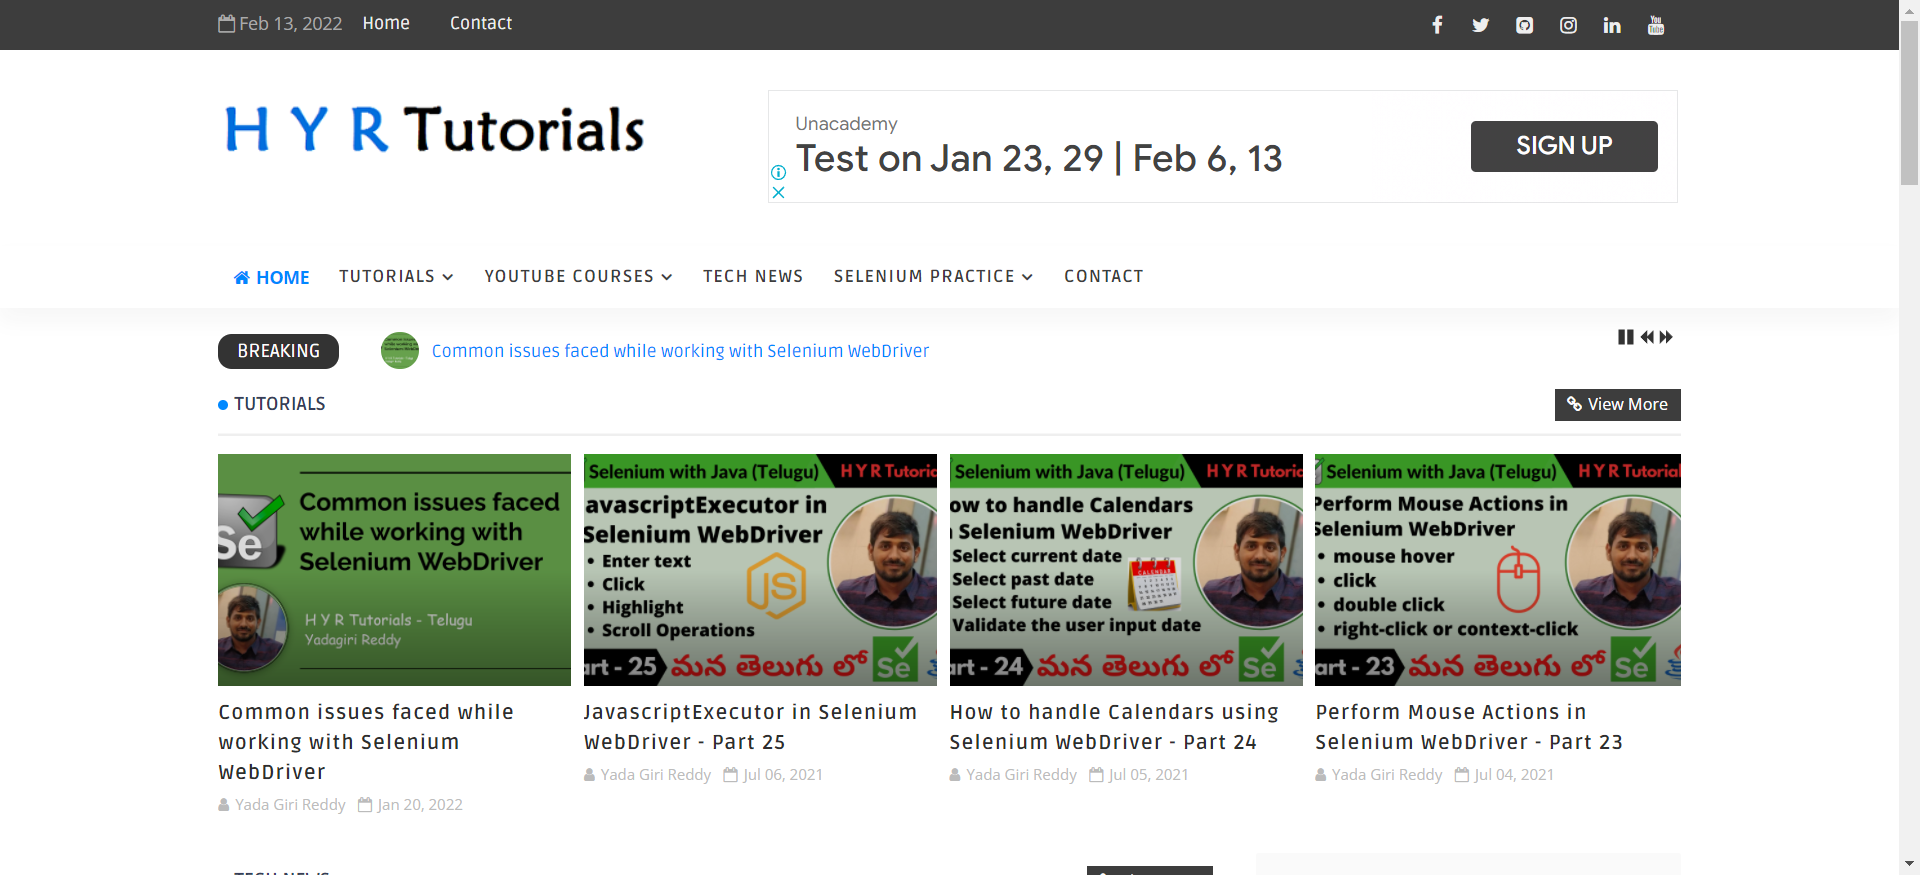 Feb 13, 2022 Home Contact
You Tube
H Y R Tutorials
Unacademy
Test on Jan 23, 29 | Feb 6, 13
SIGN UP
HOME TUTORIALS YOUTUBE COURSES TECH NEWS SELENIUM PRACTICE CONTACT
BREAKING Common issues faced while working with Selenium WebDriver
TUTORIALS View More
Se
Common issues faced
while working with
Selenium WebDriver
H Y R Tutorials - Telugu
Yadagiri Reddy
Selenium with Java (Telugu) H Y R Tutoria
avascriptExecutor in
Selenium WebDriver
• Enter text
• Click
• Highlight
• Scroll Operations
JS
art - 25 మన తెలుగు లో Se
Selenium with Java (Telugu) H Y R Tutoria
ow to handle Calendars
Selenium WebDriver
Select current date
Select past date
Select future date
Validate the user input date
CALENDAR
art - 24 మన తెలుగు లో Se
Selenium with Java (Telugu) H Y R Tutorial
Perform Mouse Actions in
Selenium WebDriver
• mouse hover
• click
• double click
• right-click or context-click
art - 23 మన తెలుగు లో Se
Common issues faced while
working with Selenium
WebDriver
Yada Giri Reddy Jan 20, 2022
JavascriptExecutor in Selenium
WebDriver - Part 25
Yada Giri Reddy Jul 06, 2021
How to handle Calendars using
Selenium WebDriver - Part 24
Yada Giri Reddy Jul 05, 2021
Perform Mouse Actions in
Selenium WebDriver - Part 23
Yada Giri Reddy Jul 04, 2021
TECH NEWS